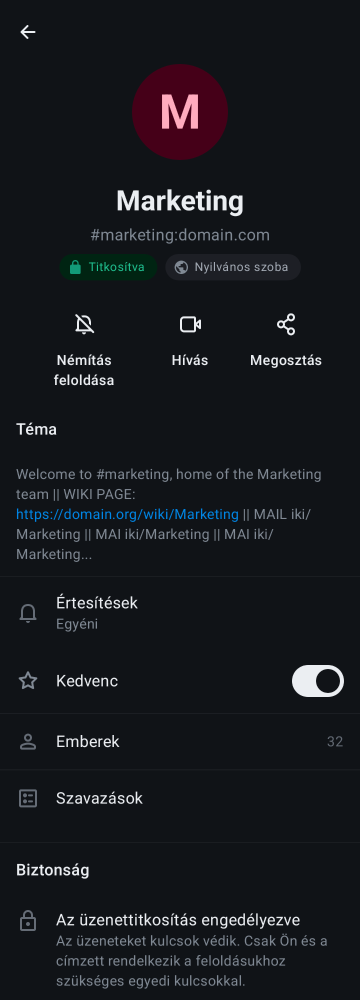 M
Marketing
#marketing:domain.com
Titkosítva
Nyilvános szoba
Némítás
feloldása
Hívás
Megosztás
Téma
Welcome to #marketing, home of the Marketing
team || WIKI PAGE:
https://domain.org/wiki/Marketing || MAIL iki/
Marketing || MAI iki/Marketing || MAI iki/
Marketing...
Értesítések
Egyéni
Kedvenc
Emberek
32
Szavazások
Biztonság
Az üzenettitkosítás engedélyezve
Az üzeneteket kulcsok védik. Csak Ön és a
címzett rendelkezik a feloldásukhoz
szükséges egyedi kulcsokkal.